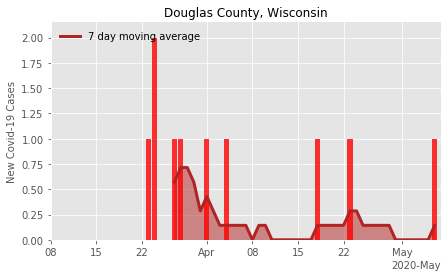 Douglas County, Wisconsin
7 day moving average
New Covid-19 Cases
2.00
1.75
1.50
1.25
1.00
0.75
0.50
0.25
0.00
08 15 22 Apr 08 15 22 May
2020-May